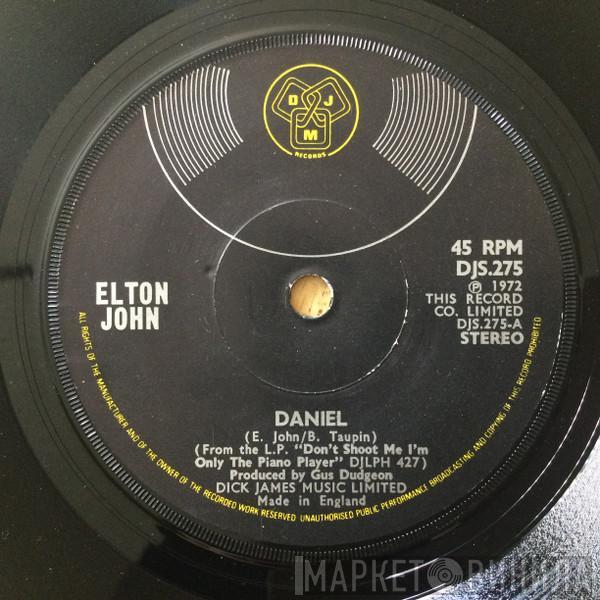 D J
M
RECORDS
ELTON
JOHN
45 RPM
DJS.275
Ⓟ 1972
THIS RECORD
CO. LIMITED
DJS.275-A
STEREO
DANIEL
(E. John/B. Taupin)
(From the L.P. "Don't Shoot Me I'm
Only The Piano Player" DJLPH 427)
Produced by Gus Dudgeon
DICK JAMES MUSIC LIMITED
Made in England
ALL RIGHTS OF THE MANUFACTURER AND OF THE OWNER OF THE RECORDED WORK RESERVED UNAUTHORISED PUBLIC PERFORMANCE BROADCASTING AND COPYING OF THIS RECORD PROHIBITED